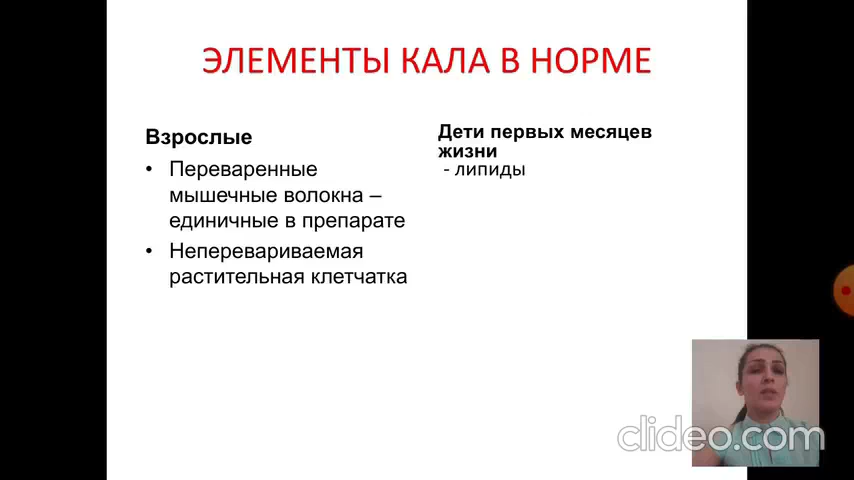 ЭЛЕМЕНТЫ КАЛА В НОРМЕ
Взрослые
• Переваренные
мышечные волокна –
единичные в препарате
• Неперевариваемая
растительная клетчатка
Дети первых месяцев
жизни
- липиды
clideo.com